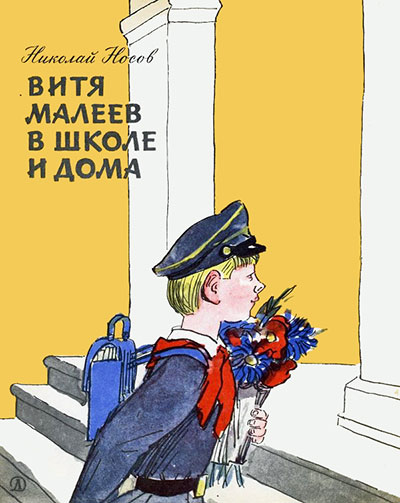 Николай Носов
ВИТЯ
МАЛЕЕВ
В ШКОЛЕ
И ДОМА
Д